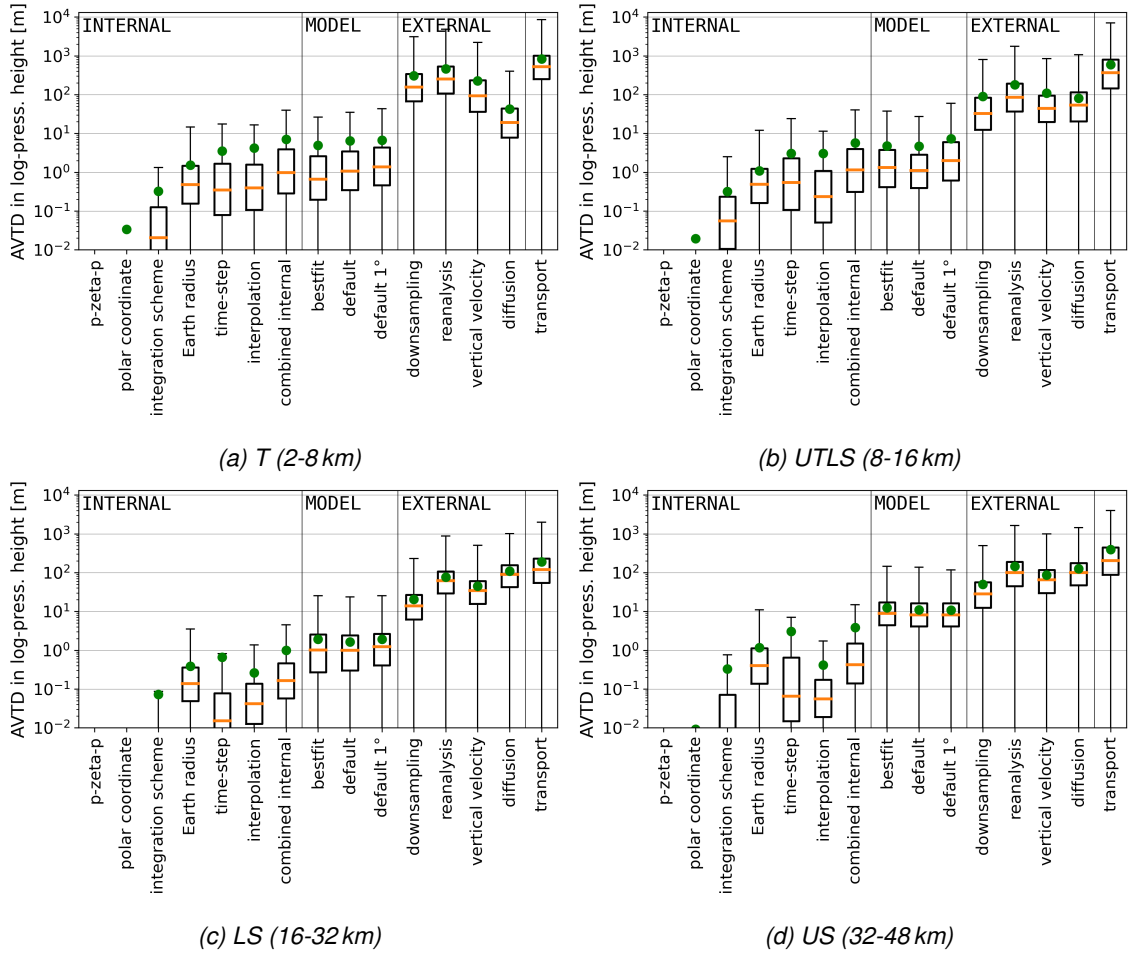 INTERNAL MODEL EXTERNAL
AVTD in log-press. height [m]
10⁴
10³
10²
10¹
10⁰
10⁻¹
10⁻²
p-zeta-p
polar coordinate
integration scheme
Earth radius
time-step
interpolation
combined internal
bestfit
default
default 1°
downsampling
reanalysis
vertical velocity
diffusion
transport
(a) T (2-8 km)
INTERNAL MODEL EXTERNAL
AVTD in log-press. height [m]
10⁴
10³
10²
10¹
10⁰
10⁻¹
10⁻²
p-zeta-p
polar coordinate
integration scheme
Earth radius
time-step
interpolation
combined internal
bestfit
default
default 1°
downsampling
reanalysis
vertical velocity
diffusion
transport
(b) UTLS (8-16 km)
INTERNAL MODEL EXTERNAL
AVTD in log-press. height [m]
10⁴
10³
10²
10¹
10⁰
10⁻¹
10⁻²
p-zeta-p
polar coordinate
integration scheme
Earth radius
time-step
interpolation
combined internal
bestfit
default
default 1°
downsampling
reanalysis
vertical velocity
diffusion
transport
(c) LS (16-32 km)
INTERNAL MODEL EXTERNAL
AVTD in log-press. height [m]
10⁴
10³
10²
10¹
10⁰
10⁻¹
10⁻²
p-zeta-p
polar coordinate
integration scheme
Earth radius
time-step
interpolation
combined internal
bestfit
default
default 1°
downsampling
reanalysis
vertical velocity
diffusion
transport
(d) US (32-48 km)